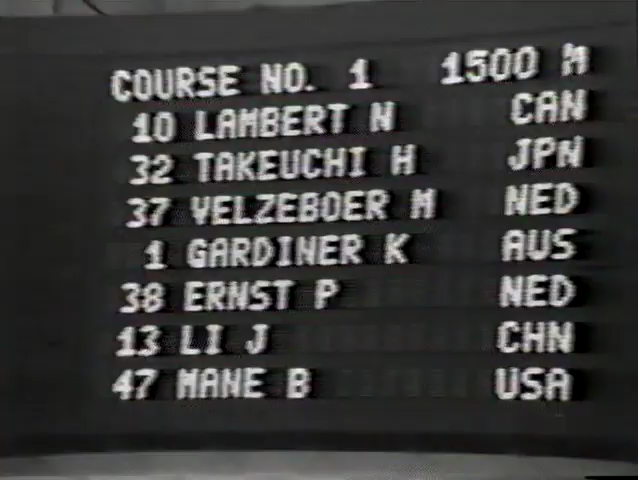 COURSE NO. 1 1500 M
10 LAMBERT N CAN
32 TAKEUCHI H JPN
37 VELZEBOER M NED
1 GARDINER K AUS
38 ERNST P NED
13 LI J CHN
47 MANE B USA